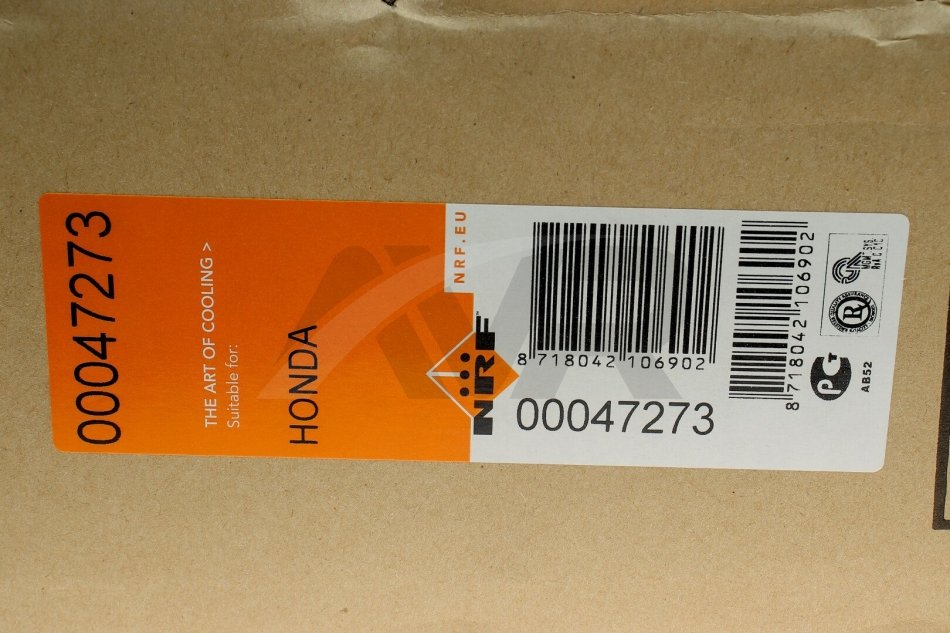 00047273
THE ART OF COOLING >
Suitable for:
HONDA
NRF.EU
NRF
8 718042 106902
00047273
8 718042 106902
AB52